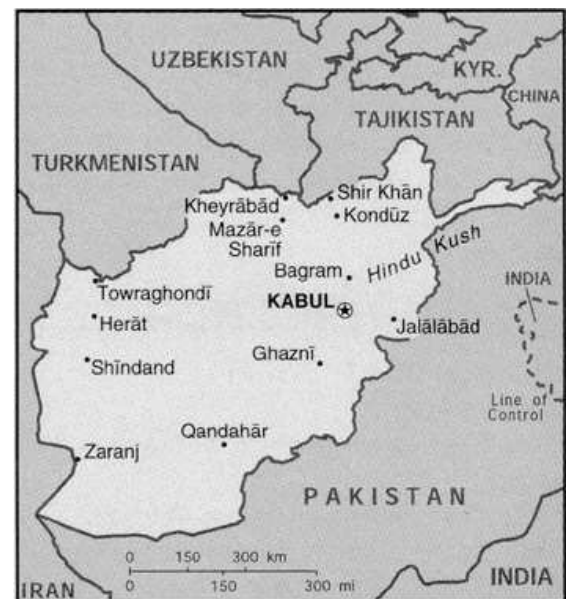 UZBEKISTAN
KYR.
CHINA
TAJIKISTAN
TURKMENISTAN
Kheyrābād
Shir Khān
Mazār-e
Sharīf
Kondūz
Hindu Kush
Bagram
Towraghondī
KABUL
INDIA
Herāt
Jalālābād
Shīndand
Ghaznī
Line of
Control
Qandahār
Zaranj
PAKISTAN
0 150 300 km
0 150 300 mi
IRAN
INDIA